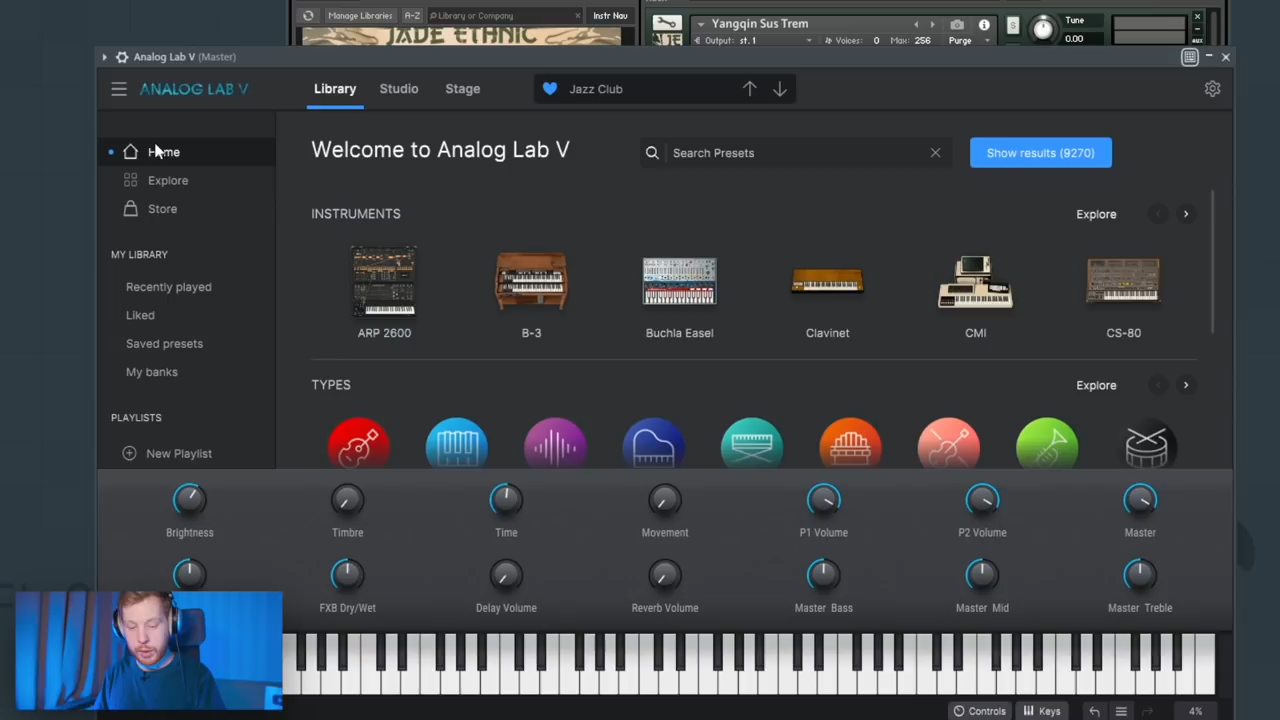 Manage Libraries A-Z Library or Company × Instr Nav
JADE ETHNIC
Yangqin Sus Trem
Output: st. 1 Voices: 0 Max: 256 Purge
S
Tune
0.00
AUX
Analog Lab V (Master)
ANALOG LAB V
Library Studio Stage
Jazz Club
Home
Explore
Store
MY LIBRARY
Recently played
Liked
Saved presets
My banks
PLAYLISTS
New Playlist
Welcome to Analog Lab V
Search Presets
Show results (9270)
INSTRUMENTS Explore
ARP 2600 B-3 Buchla Easel Clavinet CMI CS-80
TYPES Explore
Brightness Timbre Time Movement P1 Volume P2 Volume Master
FXB Dry/Wet Delay Volume Reverb Volume Master Bass Master Mid Master Treble
Controls Keys 4%